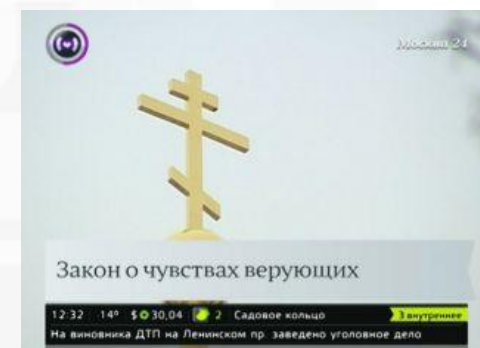 Москва 24
Закон о чувствах верующих
12:32 14° $ 30,04 2 Садовое кольцо 3 внутреннее
На виновника ДТП на Ленинском пр. заведено уголовное дело